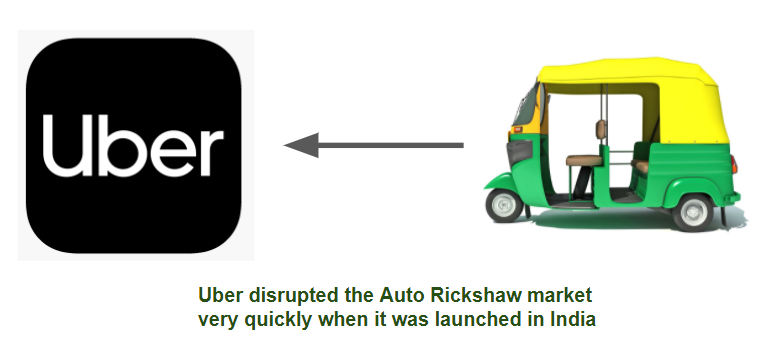 Uber
Uber disrupted the Auto Rickshaw market
very quickly when it was launched in India